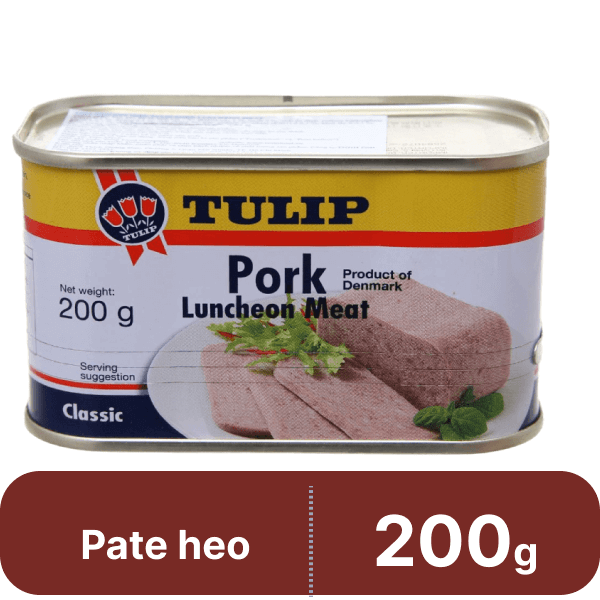 TULIP
TULIP
Pork
Product of
Denmark
Luncheon Meat
Net weight:
200 g
Serving
suggestion
Classic
Pate heo
200g